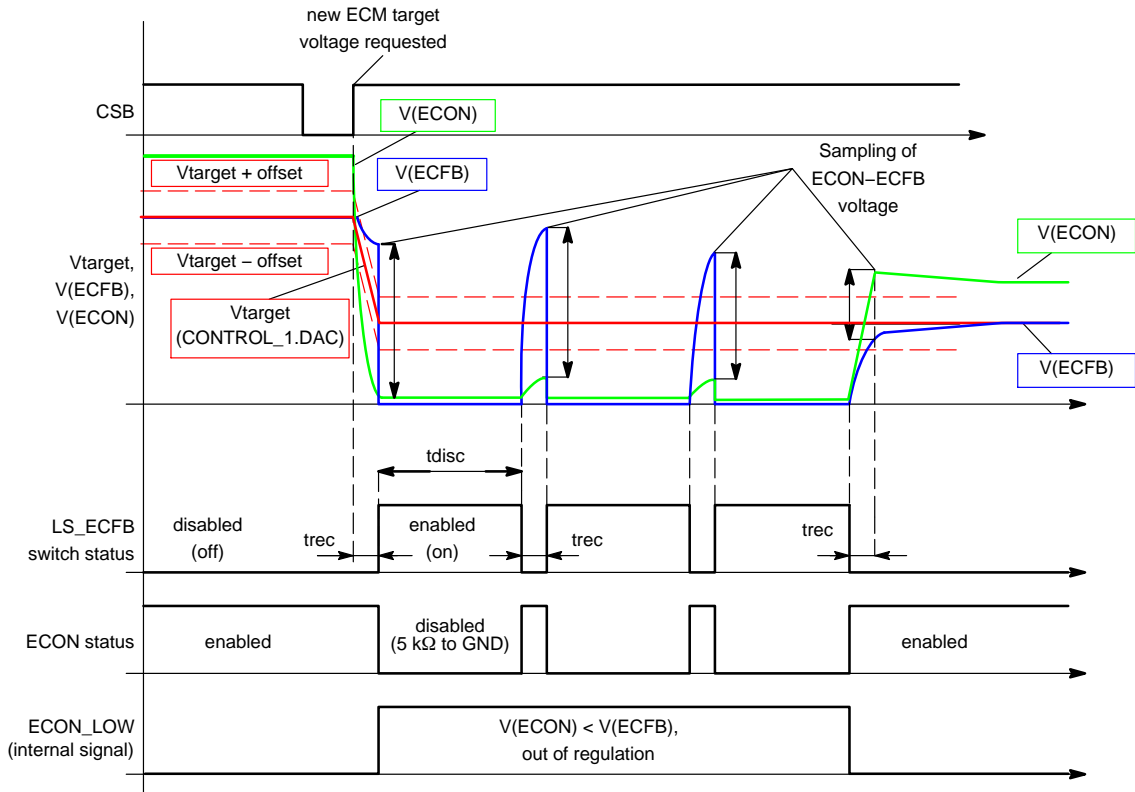 new ECM target
voltage requested
CSB
V(ECON)
Vtarget + offset
V(ECFB)
Sampling of
ECON−ECFB
voltage
V(ECON)
Vtarget − offset
Vtarget,
V(ECFB),
V(ECON)
Vtarget
(CONTROL_1.DAC)
V(ECFB)
tdisc
LS_ECFB
switch status
disabled
(off)
trec
enabled
(on)
trec
trec
ECON status
enabled
disabled
(5 kΩ to GND)
enabled
ECON_LOW
(internal signal)
V(ECON) < V(ECFB),
out of regulation